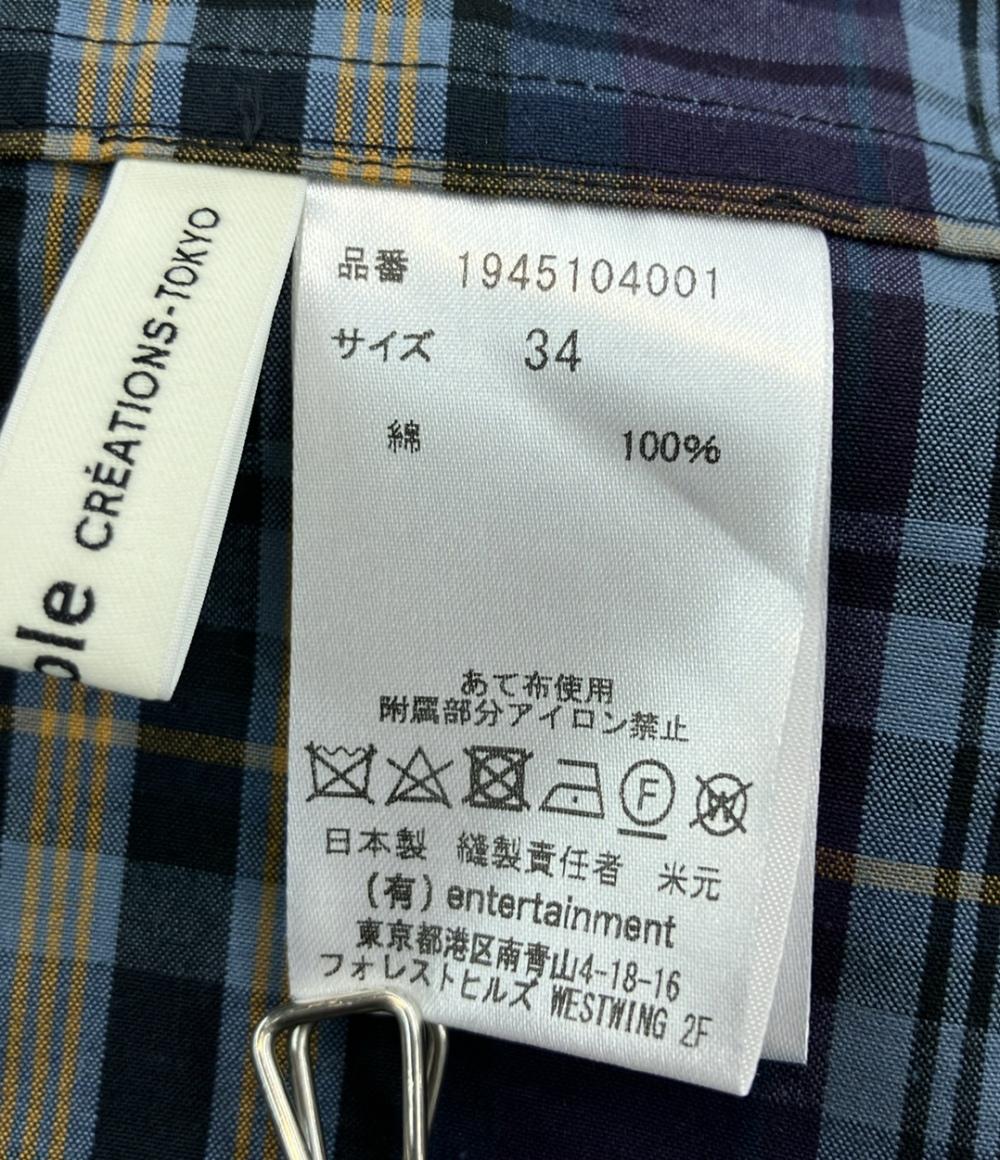 CRÉATIONS-TOKYO
品番 1945104001
サイズ 34
綿 100%
あて布使用
附属部分アイロン禁止
F
W
日本製 縫製責任者 米元
(有) entertainment
東京都港区南青山4-18-16
フォレストヒルズ WESTWING 2F